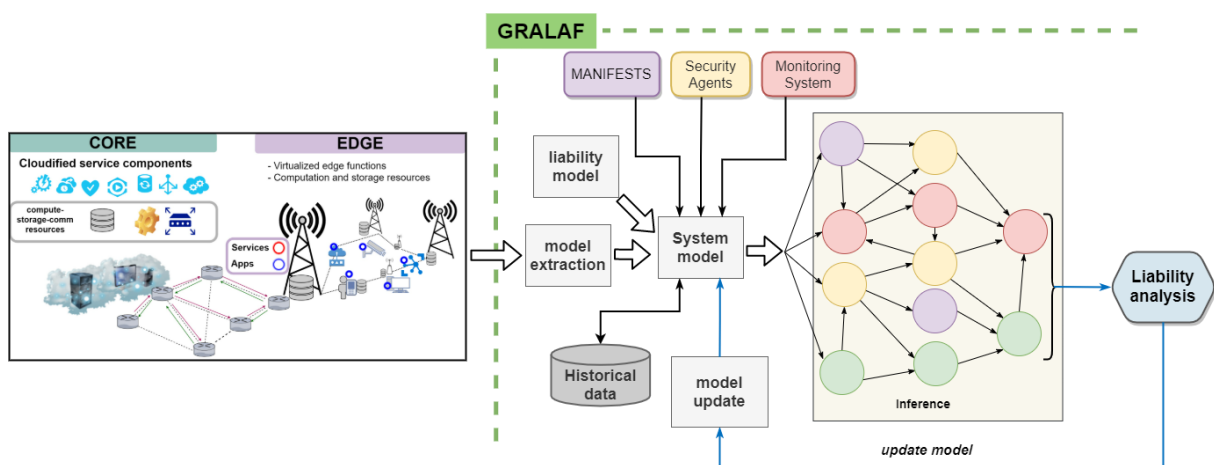 GRALAF
MANIFESTS
Security
Agents
Monitoring
System
CORE
EDGE
Cloudified service components
- Virtualized edge functions
- Computation and storage resources
compute-
storage-comm
resources
Services
Apps
liability
model
model
extraction
System
model
Historical
data
model
update
Inference
update model
Liability
analysis